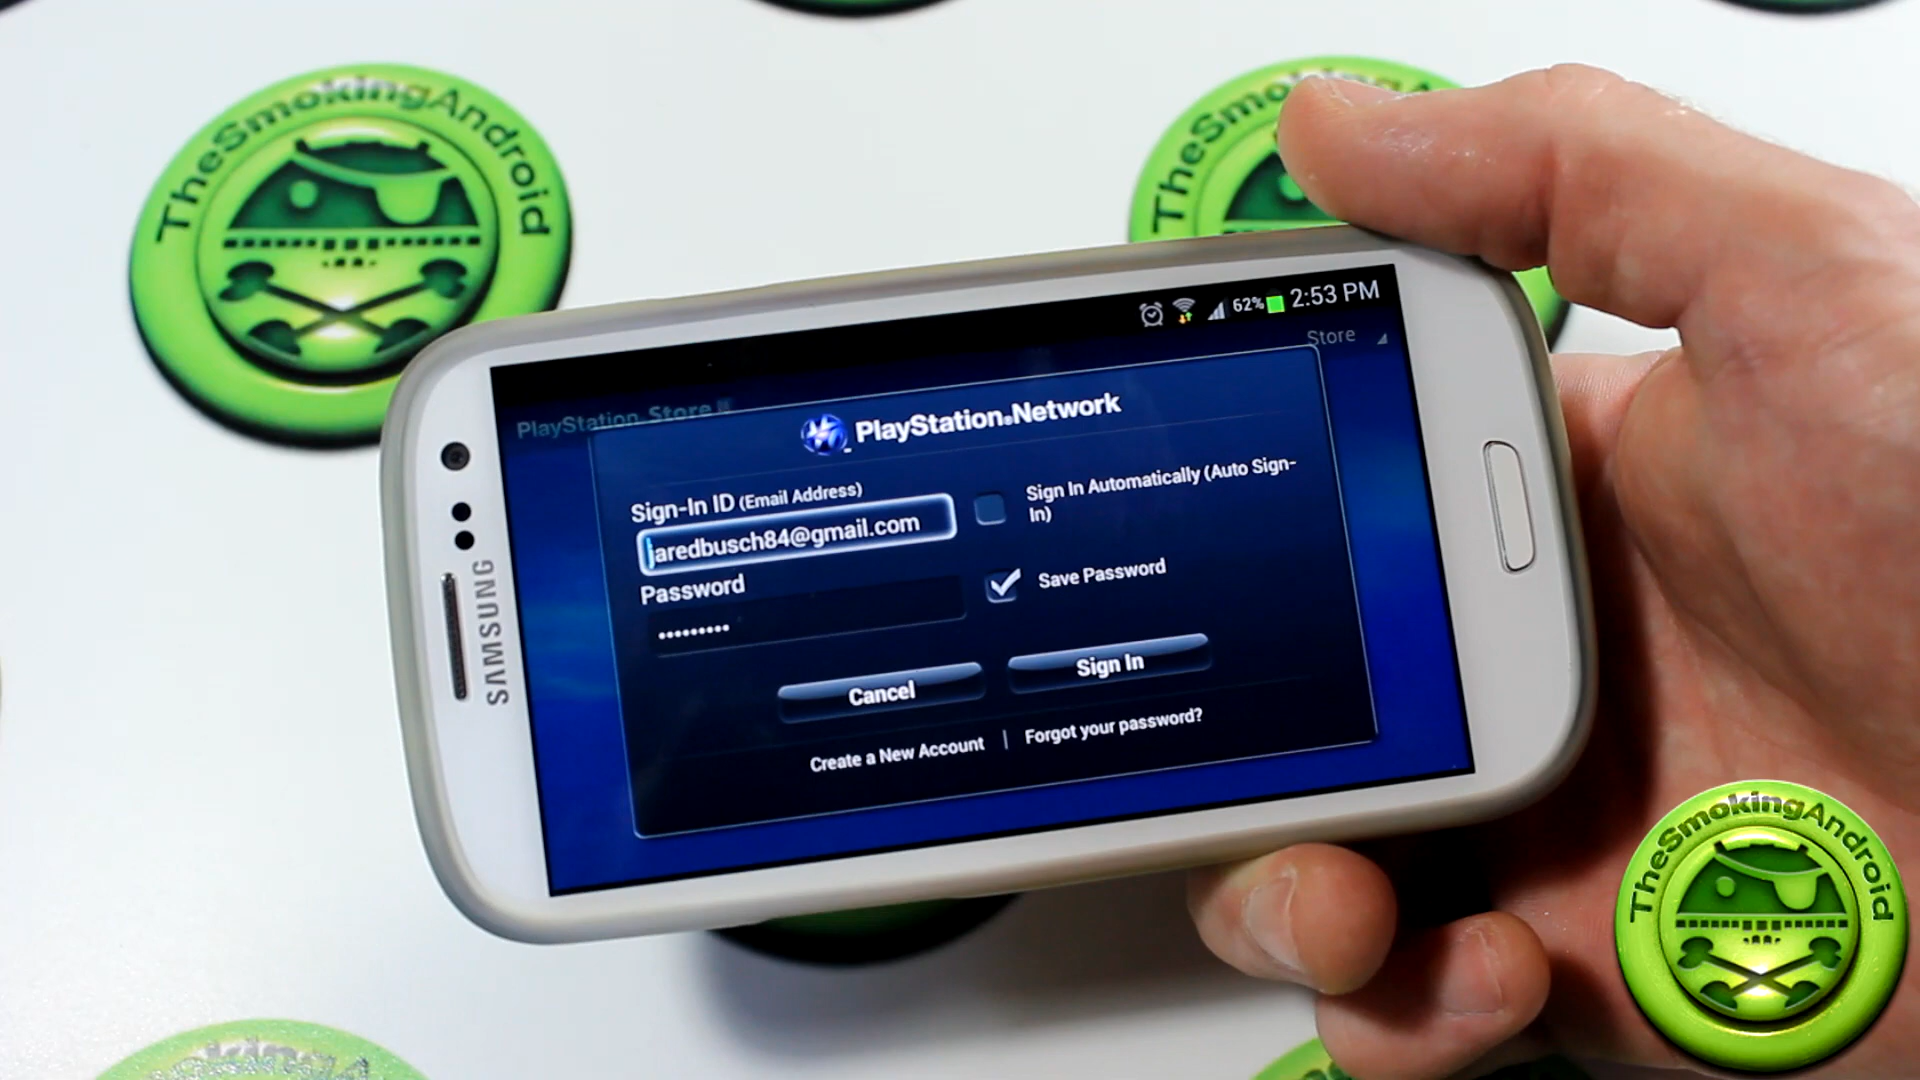 TheSmokingAndroid
TheSmo
62% 2:53 PM
Store
PlayStation Store
PlayStation Network
Sign-In ID (Email Address)
jaredbusch84@gmail.com
Sign In Automatically (Auto Sign-
In)
Password
•••••••••
Save Password
Cancel
Sign In
Create a New Account | Forgot your password?
SAMSUNG
TheSmokingAndroid